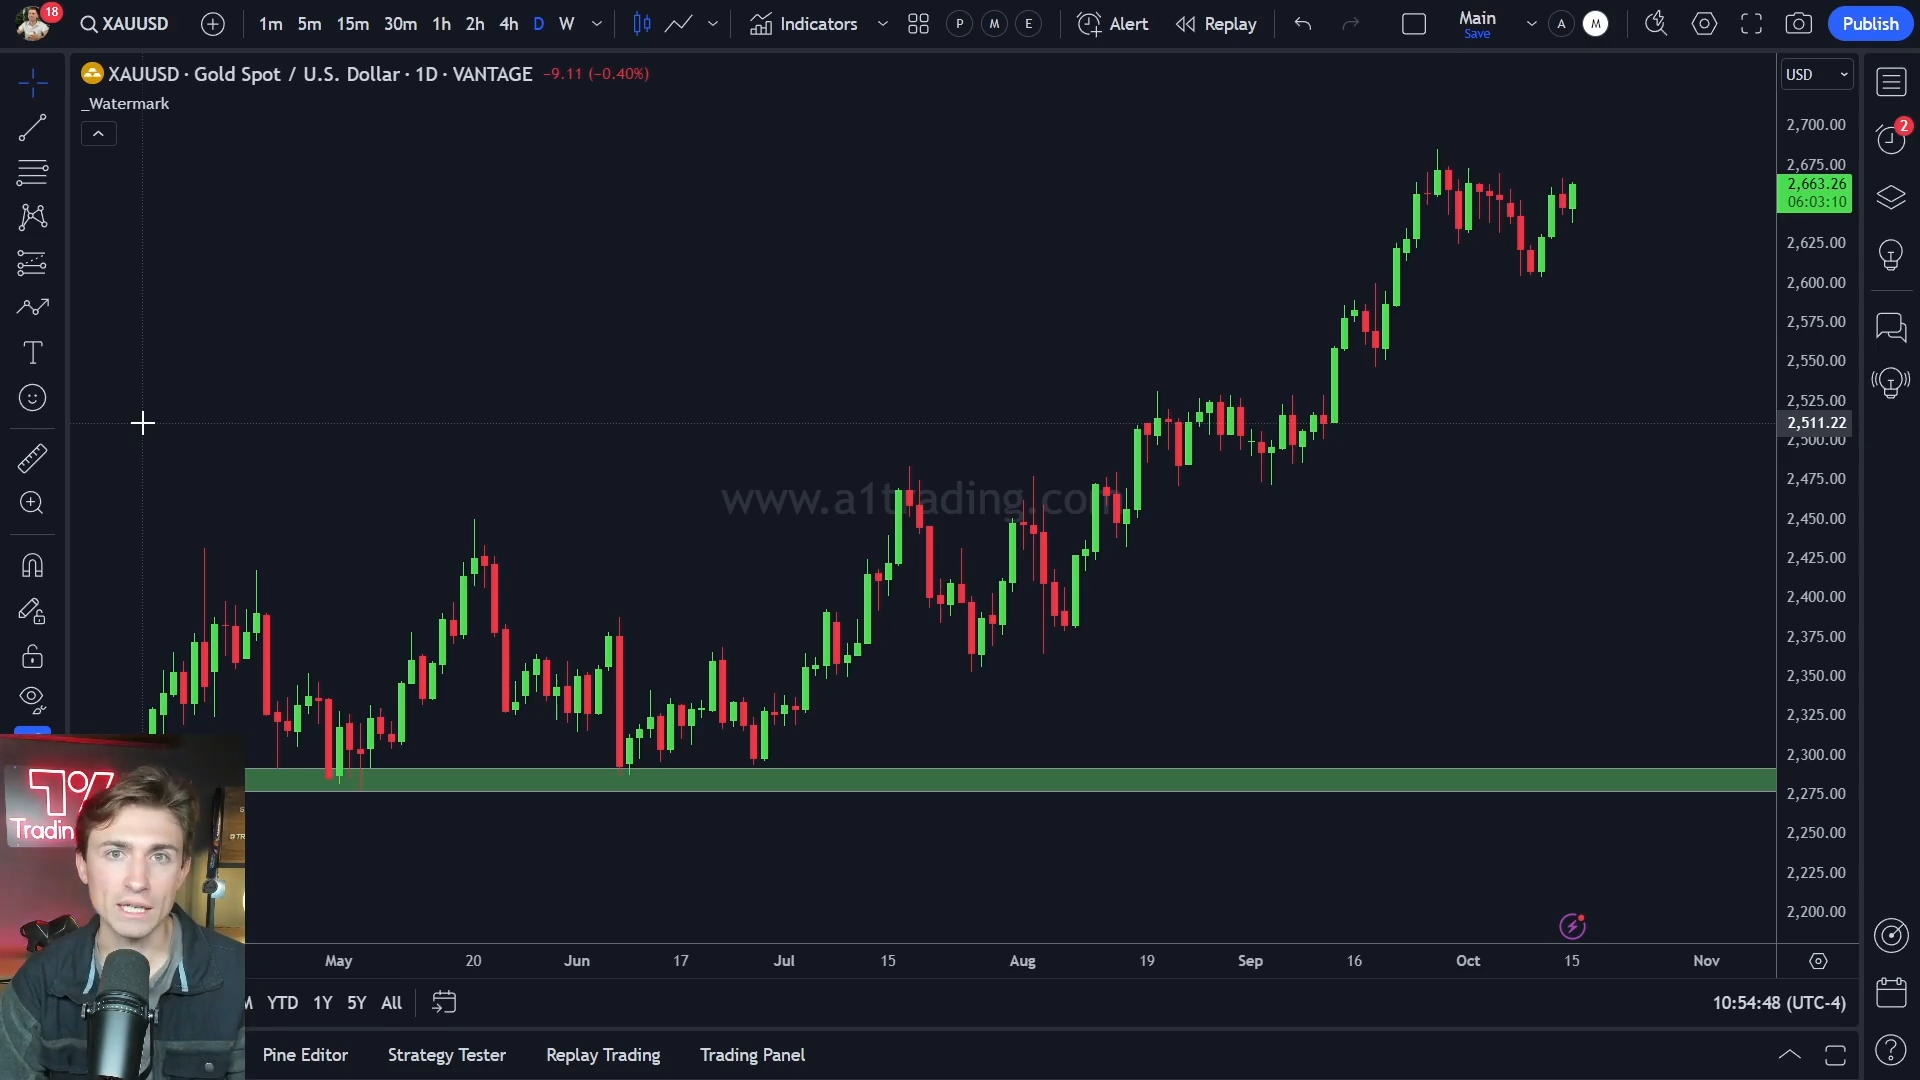 18
XAUUSD
1m 5m 15m 30m 1h 2h 4h D W
Indicators
P M E
Alert
Replay
Main
Save
A M
Publish
XAUUSD · Gold Spot / U.S. Dollar · 1D · VANTAGE −9.11 (−0.40%)
_Watermark
USD
2
2,700.00
2,675.00
2,663.26
06:03:10
2,625.00
2,600.00
2,575.00
2,550.00
2,525.00
2,511.22
2,500.00
2,475.00
2,450.00
2,425.00
2,400.00
2,375.00
2,350.00
2,325.00
2,300.00
2,275.00
2,250.00
2,225.00
2,200.00
www.a1trading.com
Tradin
May 20 Jun 17 Jul 15 Aug 19 Sep 16 Oct 15 Nov
YTD 1Y 5Y All
10:54:48 (UTC-4)
Pine Editor Strategy Tester Replay Trading Trading Panel